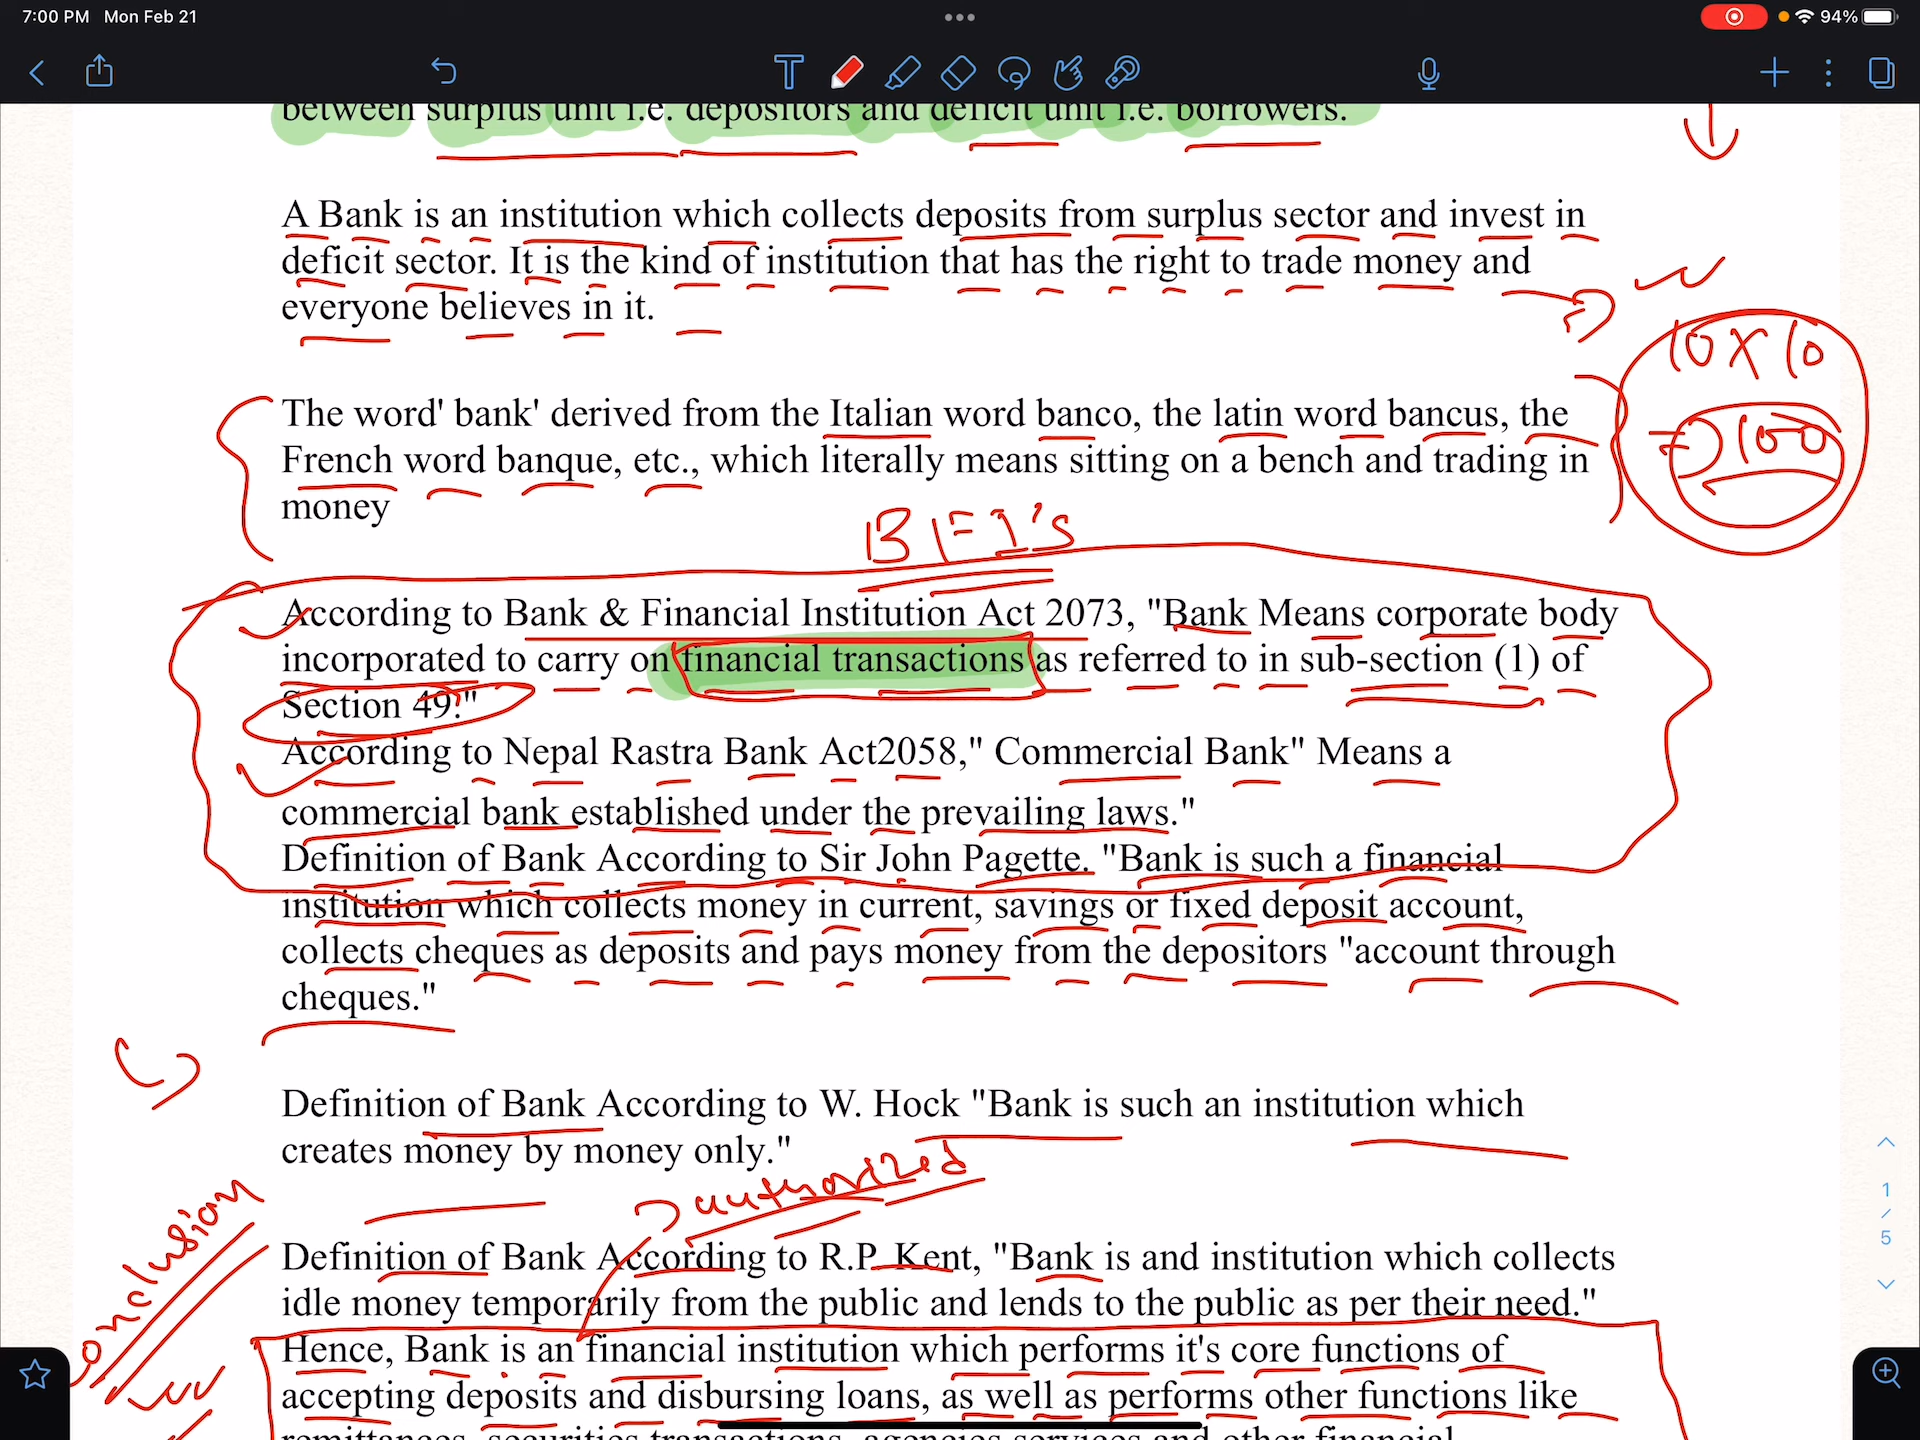 7:00 PM Mon Feb 21
94%
between surplus unit i.e. depositors and deficit unit i.e. borrowers.
A Bank is an institution which collects deposits from surplus sector and invest in
deficit sector. It is the kind of institution that has the right to trade money and
everyone believes in it.
10 X 10
100
The word' bank' derived from the Italian word banco, the latin word bancus, the
French word banque, etc., which literally means sitting on a bench and trading in
money
BFI's
According to Bank & Financial Institution Act 2073, "Bank Means corporate body
incorporated to carry on financial transactions as referred to in sub-section (1) of
Section 49."
According to Nepal Rastra Bank Act2058," Commercial Bank" Means a
commercial bank established under the prevailing laws."
Definition of Bank According to Sir John Pagette. "Bank is such a financial
institution which collects money in current, savings or fixed deposit account,
collects cheques as deposits and pays money from the depositors "account through
cheques."
Definition of Bank According to W. Hock "Bank is such an institution which
creates money by money only."
authorized
conclusion
Definition of Bank According to R.P. Kent, "Bank is and institution which collects
idle money temporarily from the public and lends to the public as per their need."
Hence, Bank is an financial institution which performs it's core functions of
accepting deposits and disbursing loans, as well as performs other functions like
remittances, securities transactions, agencies services and other financial
1
/
5